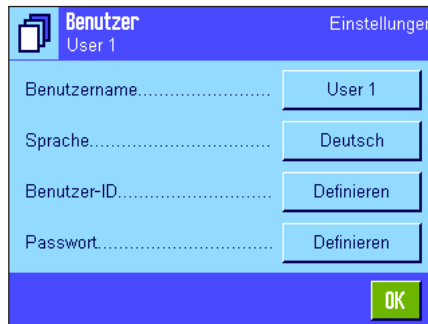 Benutzer Einstellunger
User 1
Benutzername........................ User 1
Sprache................................. Deutsch
Benutzer-ID............................ Definieren
Passwort................................ Definieren
OK